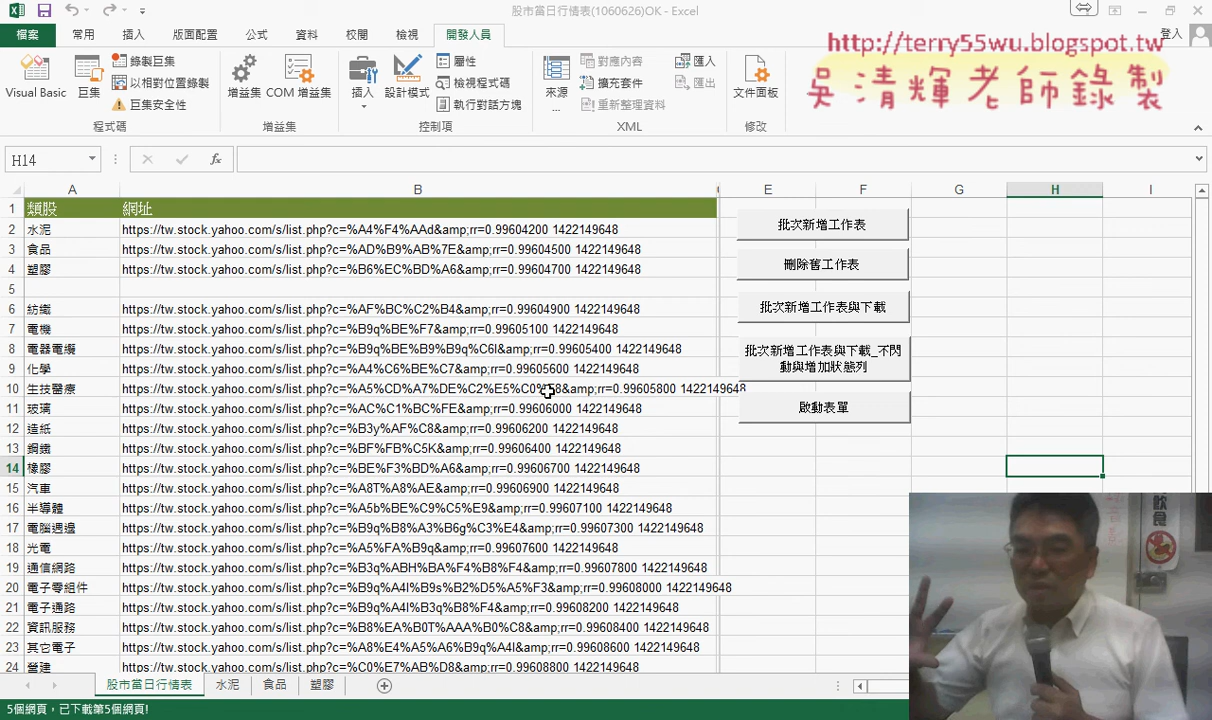 股市當日行情表(1060626)OK - Excel
登入
檔案 常用 插入 版面配置 公式 資料 校閱 檢視 開發人員
http://terry55wu.blogspot.tw
吳清輝老師錄製
Visual Basic 巨集 錄製巨集 以相對位置錄製 巨集安全性 程式碼
增益集 COM 增益集 增益集
插入 設計模式 屬性 檢視程式碼 執行對話方塊 控制項
來源... 對應內容 擴充套件 重新整理資料 匯入 匯出 XML
文件面板 修改
H14
A B E F G H I
1 類股 網址
2 水泥 https://tw.stock.yahoo.com/s/list.php?c=%A4%F4%AAd&amp;rr=0.99604200 1422149648
3 食品 https://tw.stock.yahoo.com/s/list.php?c=%AD%B9%AB%7E&amp;rr=0.99604500 1422149648
4 塑膠 https://tw.stock.yahoo.com/s/list.php?c=%B6%EC%BD%A6&amp;rr=0.99604700 1422149648
5
6 紡織 https://tw.stock.yahoo.com/s/list.php?c=%AF%BC%C2%B4&amp;rr=0.99604900 1422149648
7 電機 https://tw.stock.yahoo.com/s/list.php?c=%B9q%BE%F7&amp;rr=0.99605100 1422149648
8 電器電纜 https://tw.stock.yahoo.com/s/list.php?c=%B9q%BE%B9%B9q%C6l&amp;rr=0.99605400 1422149648
9 化學 https://tw.stock.yahoo.com/s/list.php?c=%A4%C6%BE%C7&amp;rr=0.99605600 1422149648
10 生技醫療 https://tw.stock.yahoo.com/s/list.php?c=%A5%CD%A7%DE%C2%E5%C0%F8&amp;rr=0.99605800 1422149648
11 玻璃 https://tw.stock.yahoo.com/s/list.php?c=%AC%C1%BC%FE&amp;rr=0.99606000 1422149648
12 造紙 https://tw.stock.yahoo.com/s/list.php?c=%B3y%AF%C8&amp;rr=0.99606200 1422149648
13 鋼鐵 https://tw.stock.yahoo.com/s/list.php?c=%BF%FB%C5K&amp;rr=0.99606400 1422149648
14 橡膠 https://tw.stock.yahoo.com/s/list.php?c=%BE%F3%BD%A6&amp;rr=0.99606700 1422149648
15 汽車 https://tw.stock.yahoo.com/s/list.php?c=%A8T%A8%AE&amp;rr=0.99606900 1422149648
16 半導體 https://tw.stock.yahoo.com/s/list.php?c=%A5b%BE%C9%C5%E9&amp;rr=0.99607100 1422149648
17 電腦週邊 https://tw.stock.yahoo.com/s/list.php?c=%B9q%B8%A3%B6g%C3%E4&amp;rr=0.99607300 1422149648
18 光電 https://tw.stock.yahoo.com/s/list.php?c=%A5%FA%B9q&amp;rr=0.99607600 1422149648
19 通信網路 https://tw.stock.yahoo.com/s/list.php?c=%B3q%ABH%BA%F4%B8%F4&amp;rr=0.99607800 1422149648
20 電子零組件 https://tw.stock.yahoo.com/s/list.php?c=%B9q%A4l%B9s%B2%D5%A5%F3&amp;rr=0.99608000 1422149648
21 電子通路 https://tw.stock.yahoo.com/s/list.php?c=%B9q%A4l%B3q%B8%F4&amp;rr=0.99608200 1422149648
22 資訊服務 https://tw.stock.yahoo.com/s/list.php?c=%B8%EA%B0T%AAA%B0%C8&amp;rr=0.99608400 1422149648
23 其它電子 https://tw.stock.yahoo.com/s/list.php?c=%A8%E4%A5%A6%B9q%A4l&amp;rr=0.99608600 1422149648
24 營建 https://tw.stock.yahoo.com/s/list.php?c=%C0%E7%AB%D8&amp;rr=0.99608800 1422149648
批次新增工作表
刪除舊工作表
批次新增工作表與下載
批次新增工作表與下載_不閃
動與增加狀態列
啟動表單
飲食
股市當日行情表 水泥 食品 塑膠
5個網頁，已下載第5個網頁!